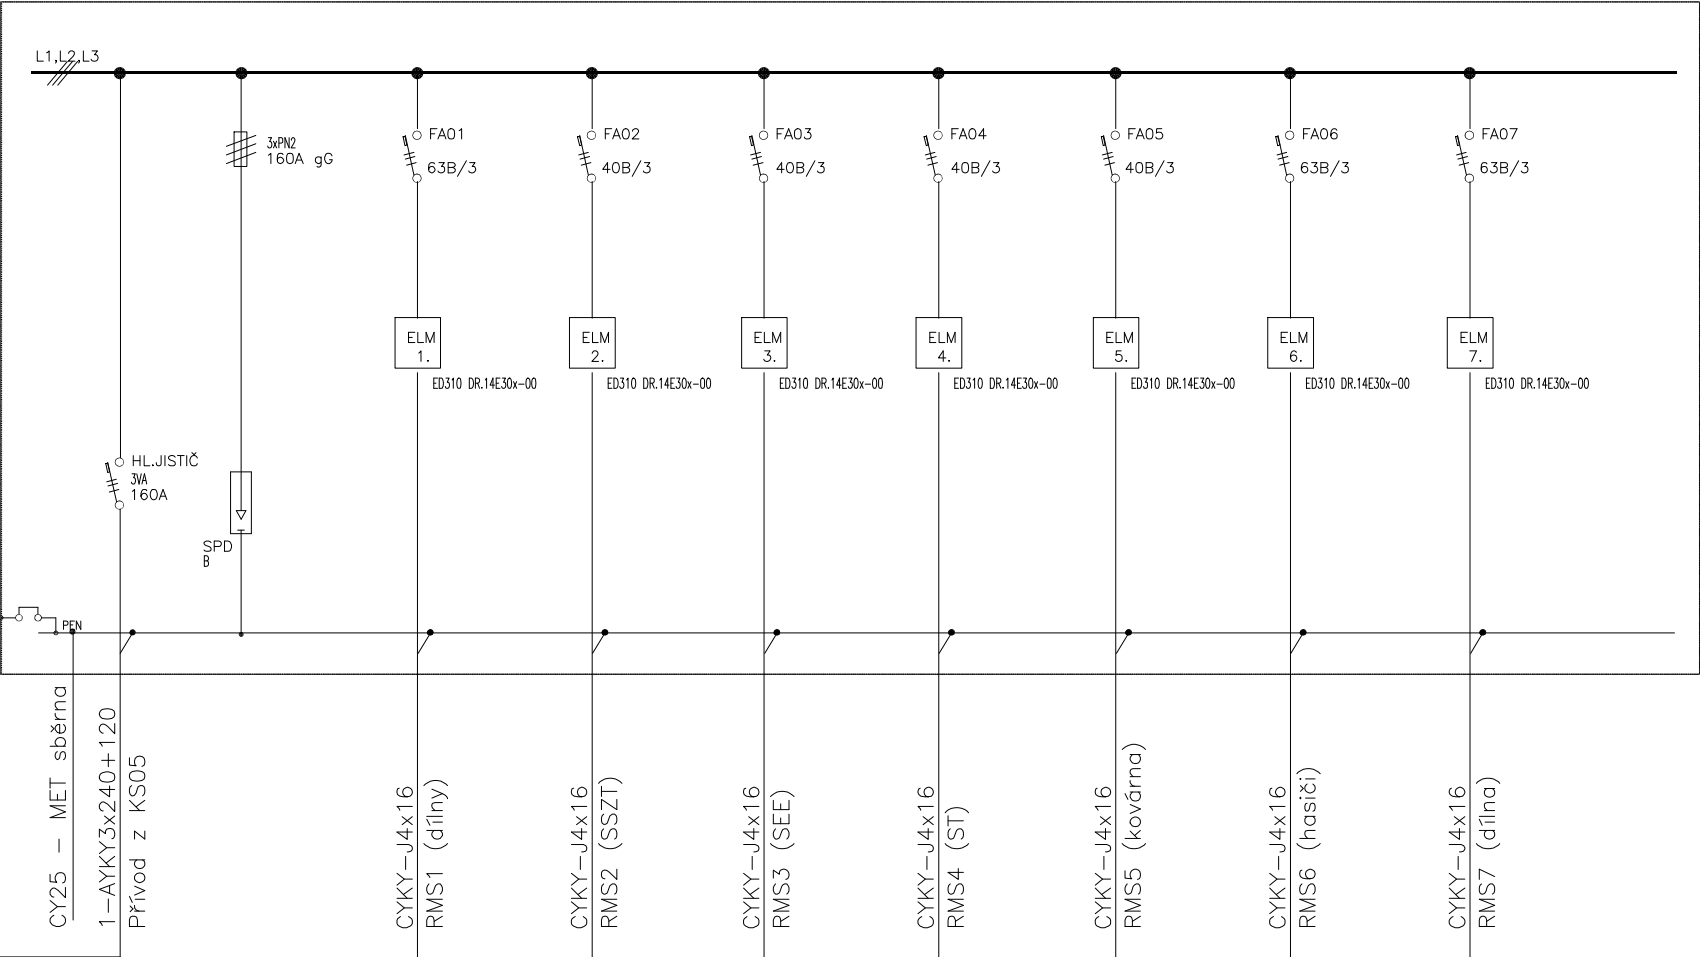 L1,L2,L3
3xPN2
160A gG
FA01
63B/3
FA02
40B/3
FA03
40B/3
FA04
40B/3
FA05
40B/3
FA06
63B/3
FA07
63B/3
ELM
1.
ED310 DR.14E30x-00
ELM
2.
ED310 DR.14E30x-00
ELM
3.
ED310 DR.14E30x-00
ELM
4.
ED310 DR.14E30x-00
ELM
5.
ED310 DR.14E30x-00
ELM
6.
ED310 DR.14E30x-00
ELM
7.
ED310 DR.14E30x-00
HL.JISTIČ
3VA
160A
SPD
B
PEN
CY25 – MET sběrna
1–AYKY3x240+120
Přívod z KS05
CYKY–J4x16
RMS1 (dílny)
CYKY–J4x16
RMS2 (SSZT)
CYKY–J4x16
RMS3 (SEE)
CYKY–J4x16
RMS4 (ST)
CYKY–J4x16
RMS5 (kovárna)
CYKY–J4x16
RMS6 (hasiči)
CYKY–J4x16
RMS7 (dílna)